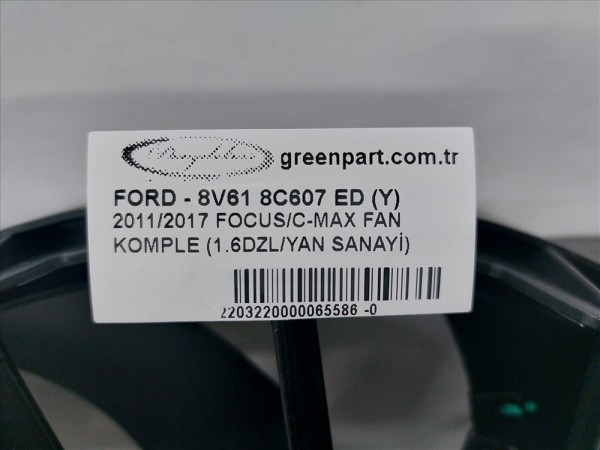 greenpart.com.tr
FORD - 8V61 8C607 ED (Y)
2011/2017 FOCUS/C-MAX FAN
KOMPLE (1.6DZL/YAN SANAYİ)
2203220000065586 -0